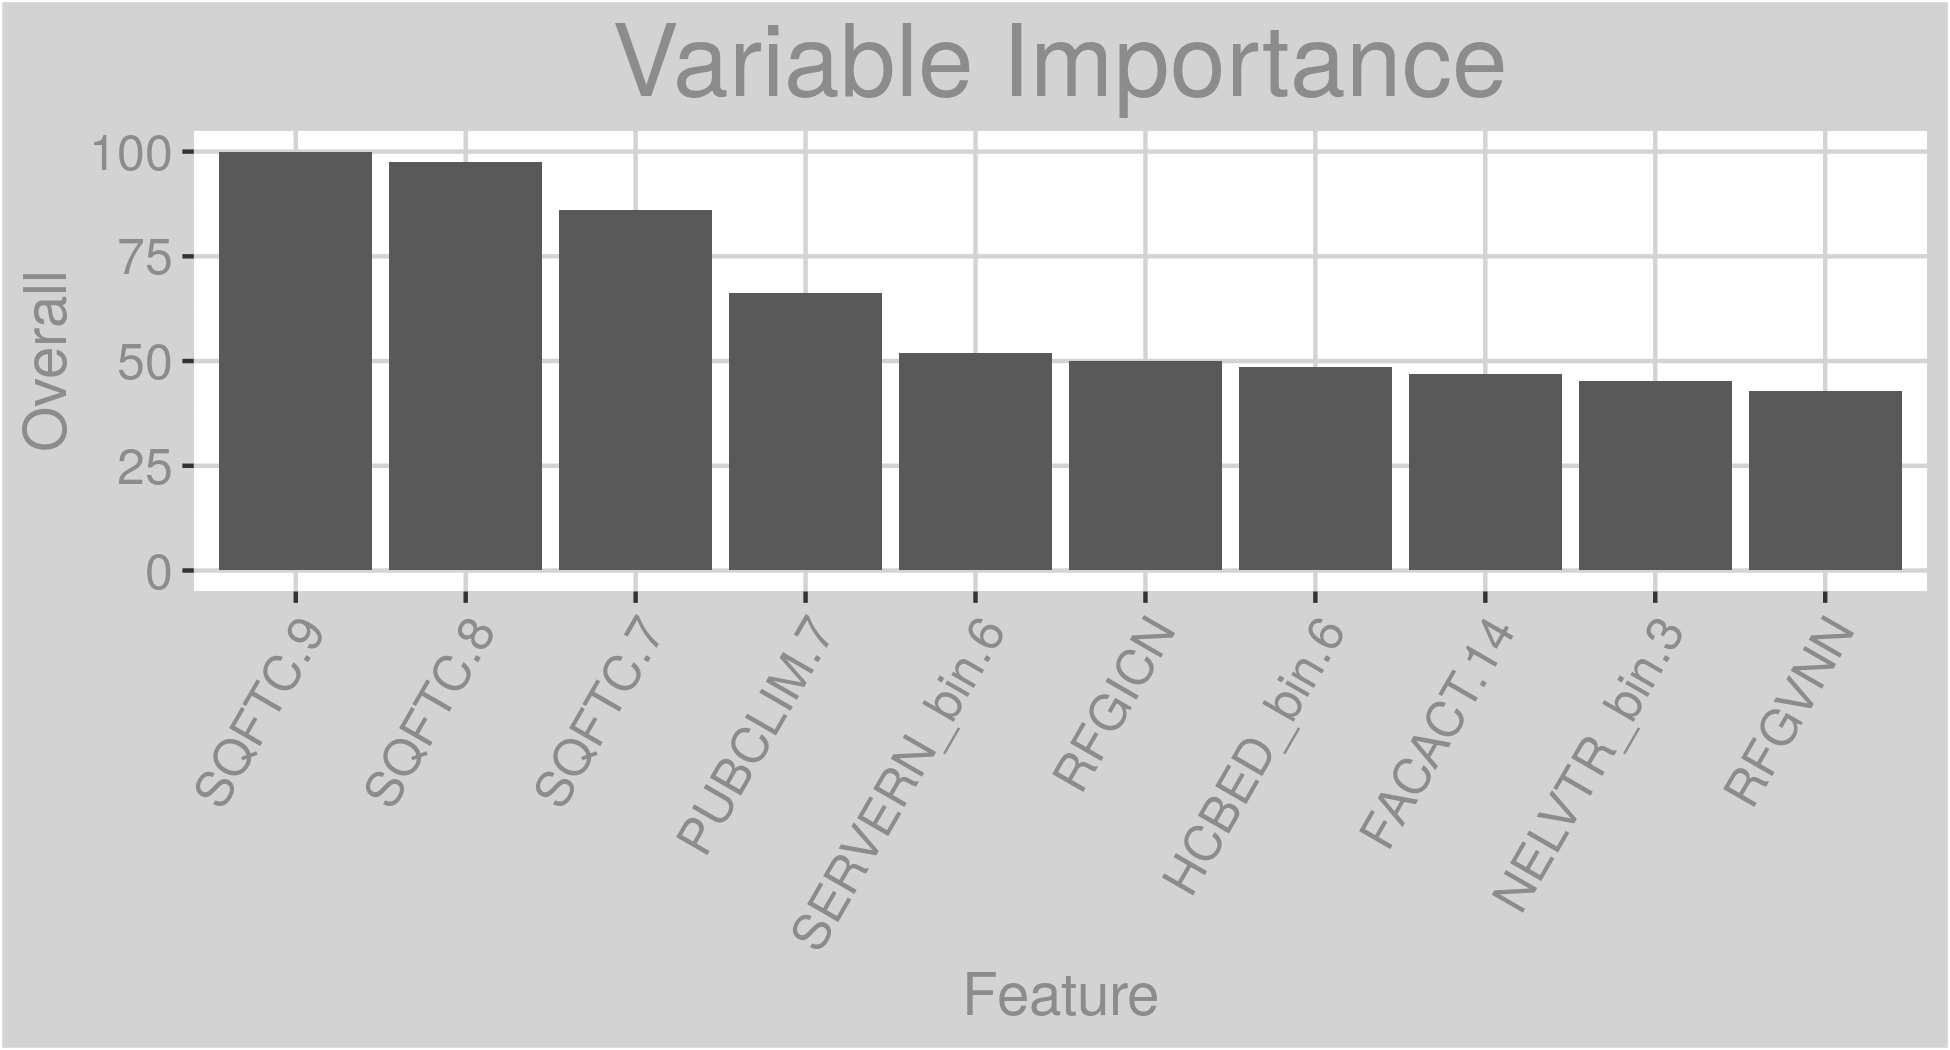 Variable Importance
Overall
100
75
50
25
0
SQFTC.9
SQFTC.8
SQFTC.7
PUBCLIM.7
SERVERN_bin.6
RFGICN
HCBED_bin.6
FACACT.14
NELVTR_bin.3
RFGVNN
Feature